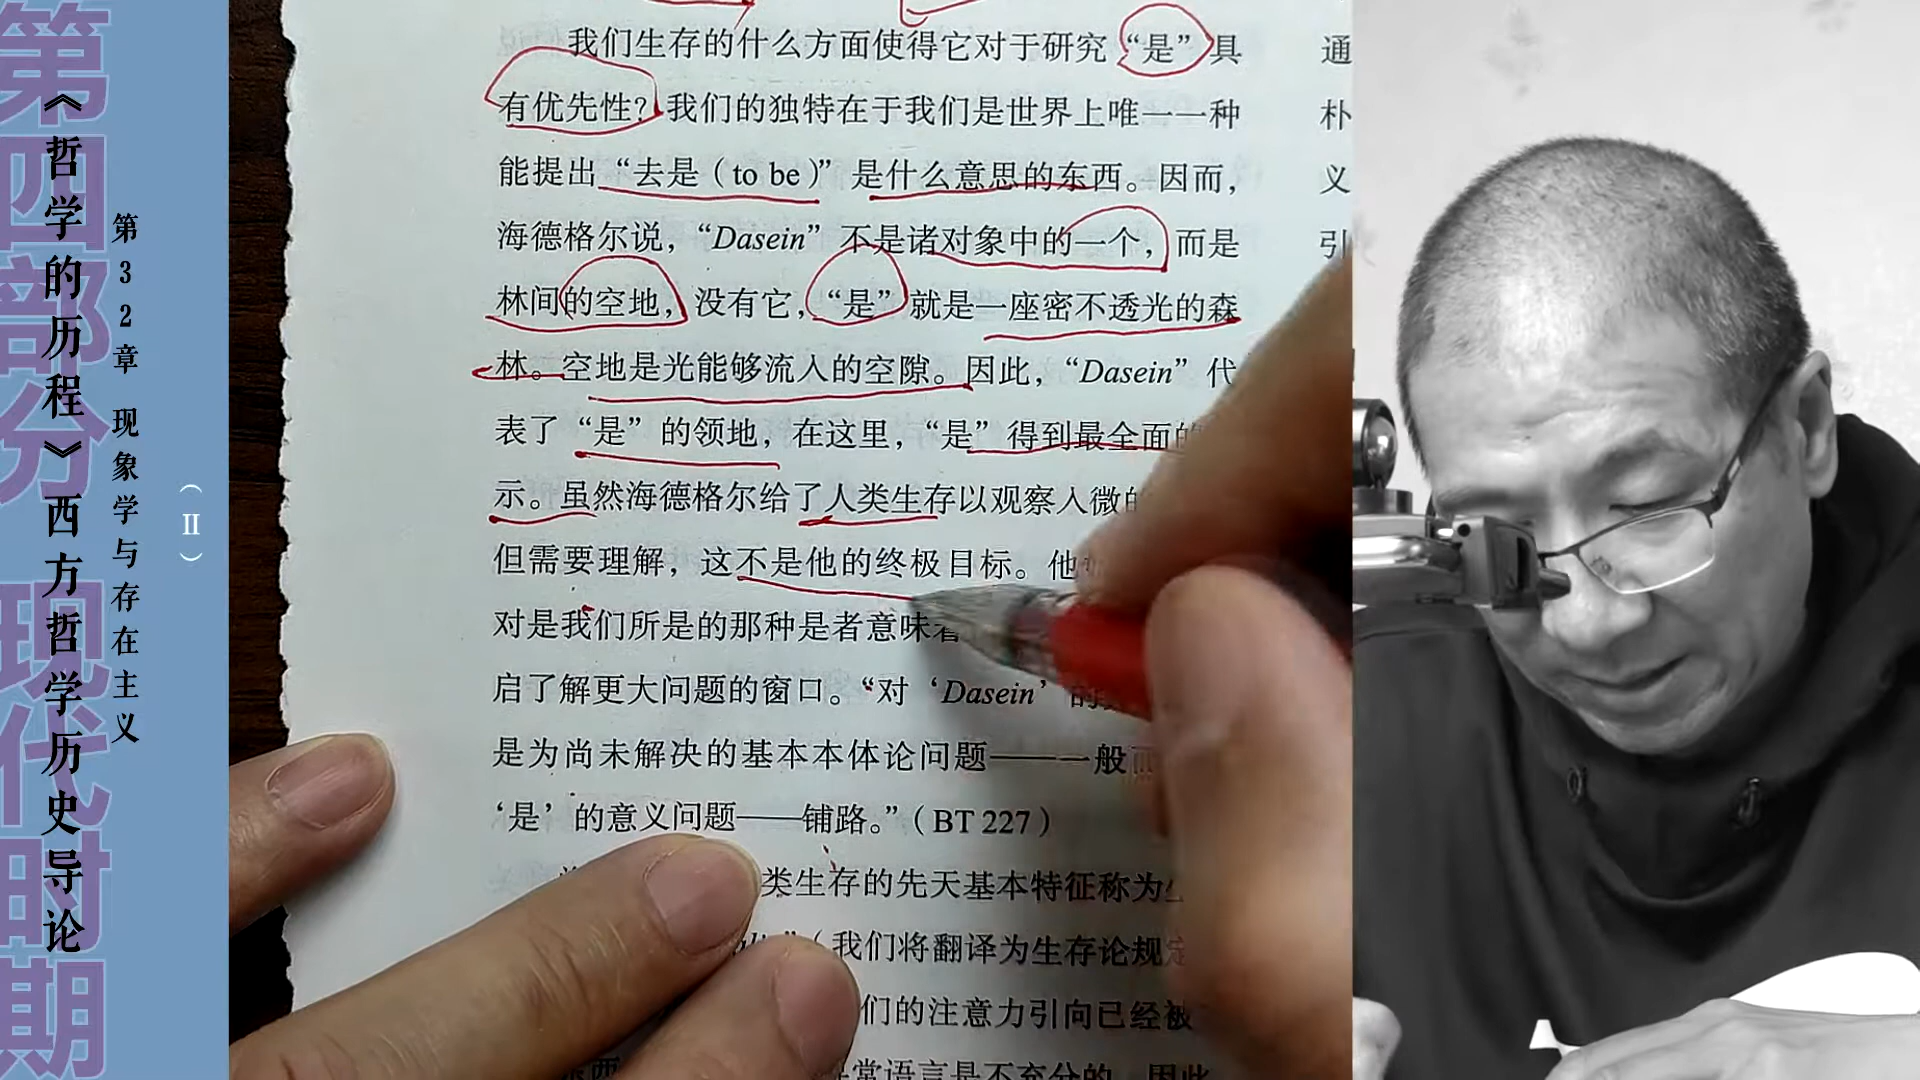 第四部分 现代时期
《哲学的历程》西方哲学历史导论
第32章 现象学与存在主义
（Ⅱ）
我们生存的什么方面使得它对于研究“是”具
有优先性？我们的独特在于我们是世界上唯一一种
能提出“去是（to be）”是什么意思的东西。因而，
海德格尔说，“Dasein”不是诸对象中的一个，而是
林间的空地，没有它，“是”就是一座密不透光的森
林。空地是光能够流入的空隙。因此，“Dasein”代
表了“是”的领地，在这里，“是”得到最全面的
示。虽然海德格尔给了人类生存以观察入微的
但需要理解，这不是他的终极目标。他
对是我们所是的那种是者意味着
启了解更大问题的窗口。“对‘Dasein’的
是为尚未解决的基本本体论问题——一般而
‘是’的意义问题——铺路。”（BT 227）
类生存的先天基本特征称为生
（我们将翻译为生存论规定
们的注意力引向已经被
常语言是不充分的。因此
通
朴
义
引